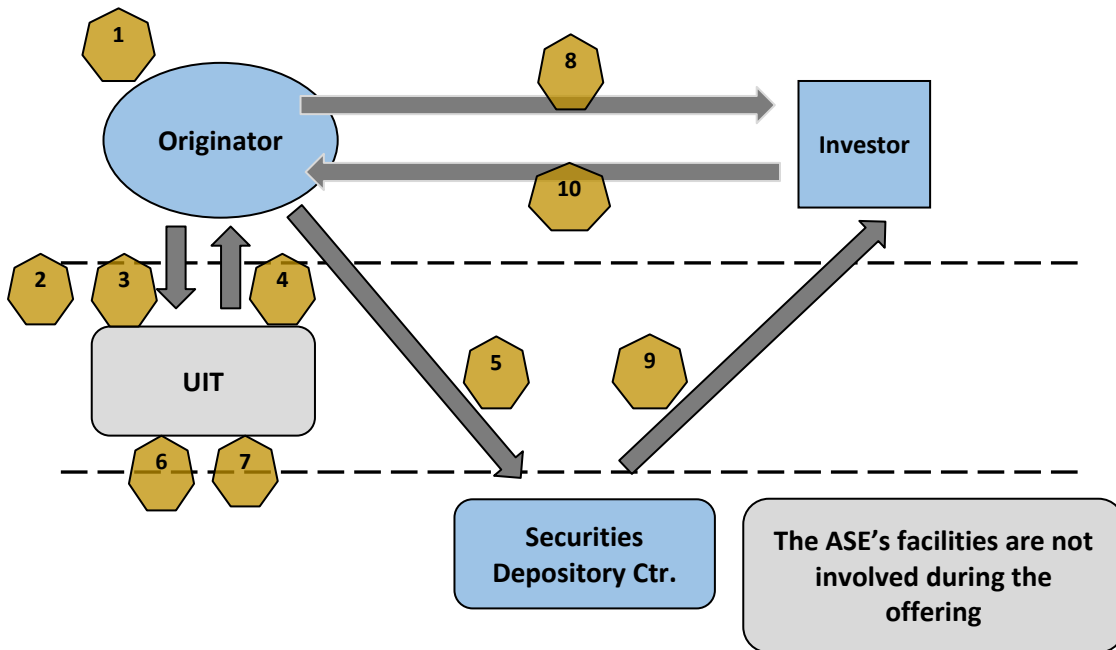 1
8
Originator
Investor
10
2
3
4
5
9
UIT
6
7
Securities
Depository Ctr.
The ASE's facilities are not
involved during the
offering